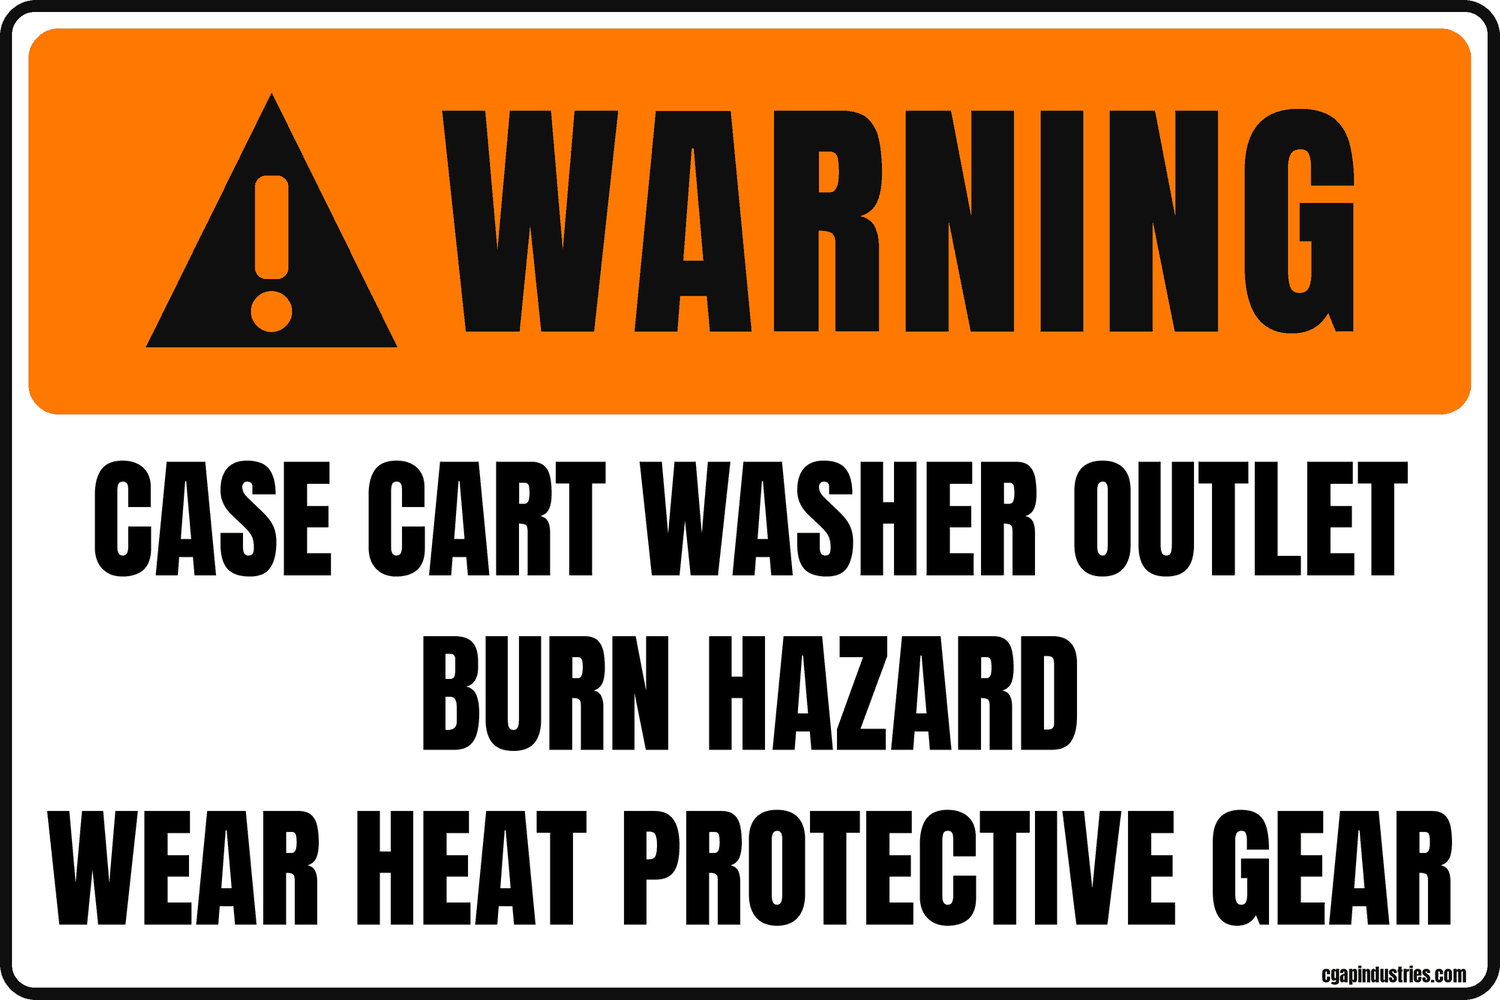 WARNING
CASE CART WASHER OUTLET
BURN HAZARD
WEAR HEAT PROTECTIVE GEAR
cgapindustries.com